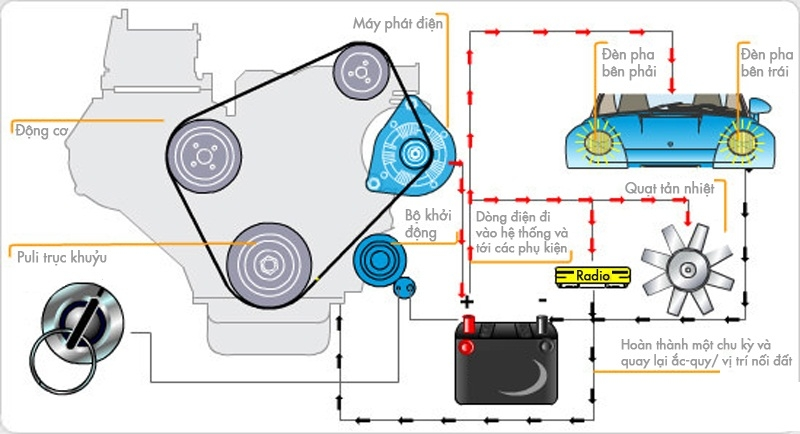 Máy phát điện
Đèn pha
bên phải
Đèn pha
bên trái
Động cơ
Quạt tản nhiệt
Bộ khởi
động
Dòng điện đi
vào hệ thống và
tới các phụ kiện
Puli trục khuỷu
Radio
+ -
Hoàn thành một chu kỳ và
quay lại ắc-quy/ vị trí nối đất